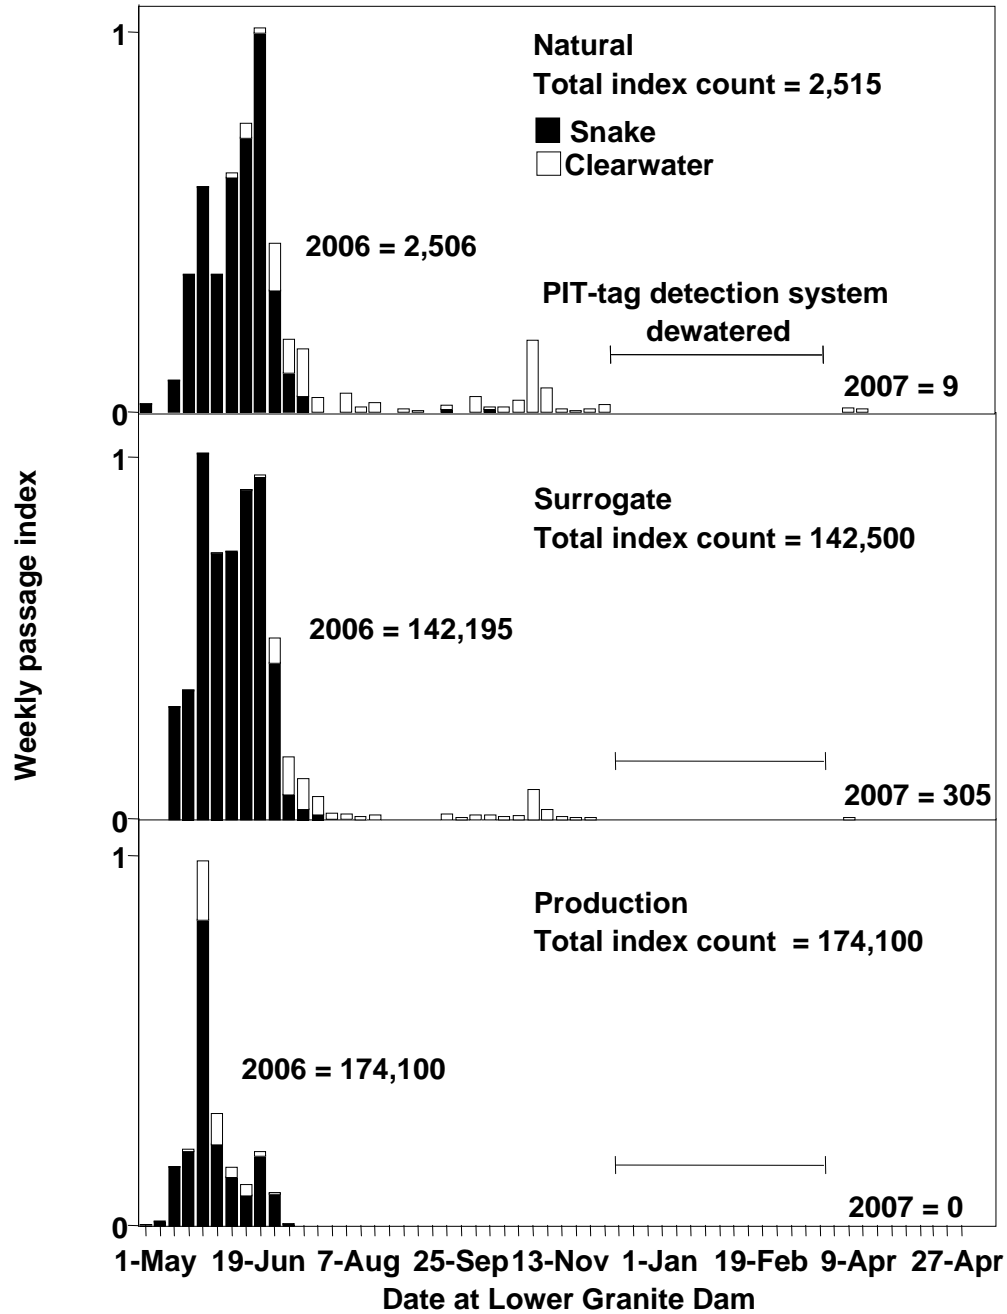 1
Natural
Total index count = 2,515
Snake
Clearwater
2006 = 2,506
PIT-tag detection system
dewatered
2007 = 9
0
1
Surrogate
Total index count = 142,500
2006 = 142,195
2007 = 305
0
1
Production
Total index count = 174,100
2006 = 174,100
2007 = 0
0
Weekly passage index
1-May 19-Jun 7-Aug 25-Sep 13-Nov 1-Jan 19-Feb 9-Apr 27-Apr
Date at Lower Granite Dam